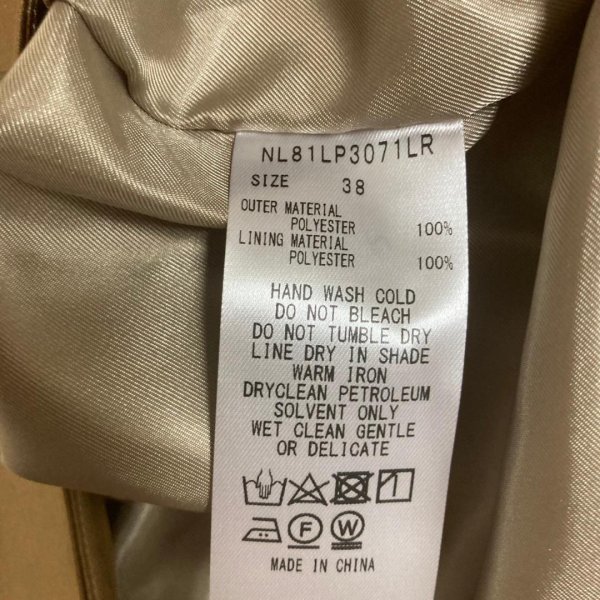 NL81LP3071LR
SIZE 38
OUTER MATERIAL
POLYESTER 100%
LINING MATERIAL
POLYESTER 100%
HAND WASH COLD
DO NOT BLEACH
DO NOT TUMBLE DRY
LINE DRY IN SHADE
WARM IRON
DRYCLEAN PETROLEUM
SOLVENT ONLY
WET CLEAN GENTLE
OR DELICATE
F W
MADE IN CHINA